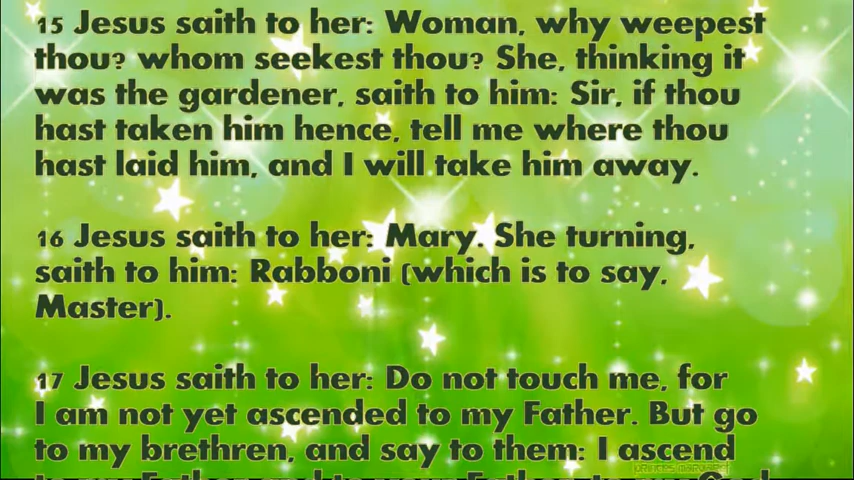 15 Jesus saith to her: Woman, why weepest
thou? whom seekest thou? She, thinking it
was the gardener, saith to him: Sir, if thou
hast taken him hence, tell me where thou
hast laid him, and I will take him away.
16 Jesus saith to her: Mary. She turning,
saith to him: Rabboni (which is to say,
Master).
17 Jesus saith to her: Do not touch me, for
I am not yet ascended to my Father. But go
to my brethren, and say to them: I ascend